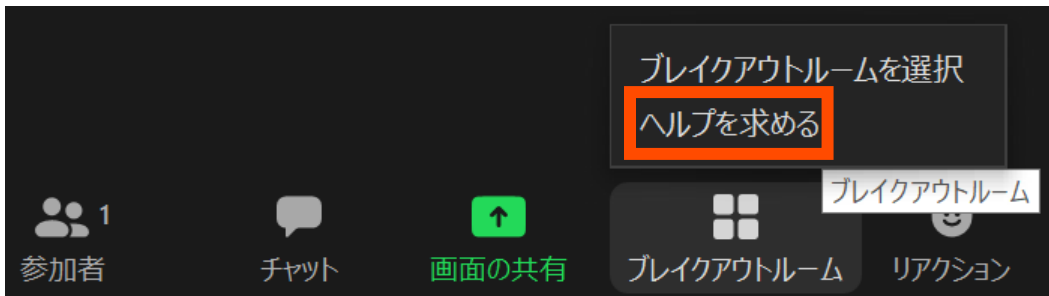 ブレイクアウトルームを選択
ヘルプを求める
ブレイクアウトルーム
1
参加者
チャット
画面の共有
ブレイクアウトルーム
リアクション